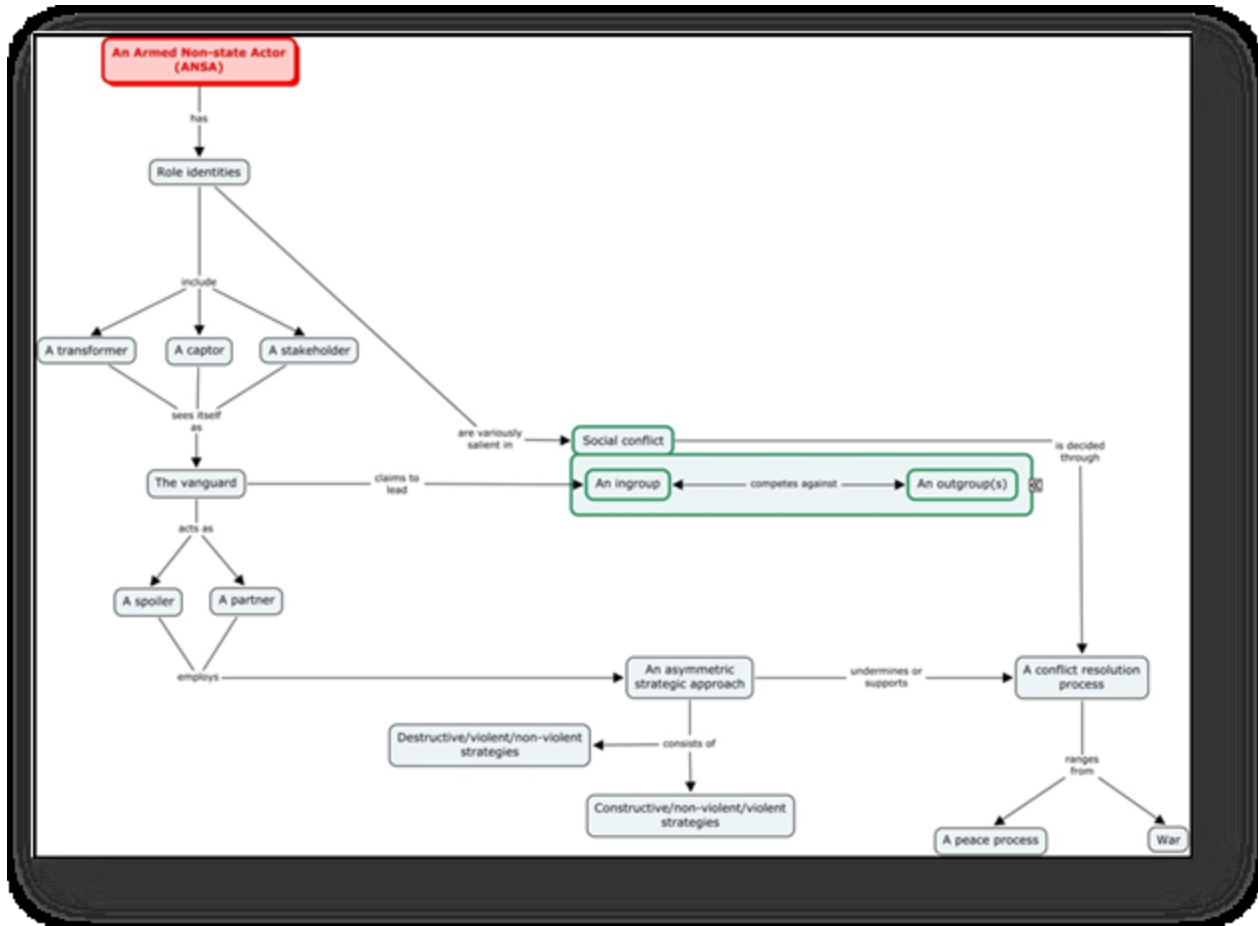 An Armed Non-state Actor
(ANSA)
has
Role identities
include
A transformer
A captor
A stakeholder
sees itself
as
are variously
salient in
Social conflict
is decided
through
The vanguard
claims to
lead
An ingroup
competes against
An outgroup(s)
acts as
A spoiler
A partner
employs
An asymmetric
strategic approach
undermines or
supports
A conflict resolution
process
Destructive/violent/non-violent
strategies
consists of
ranges
from
Constructive/non-violent/violent
strategies
A peace process
War